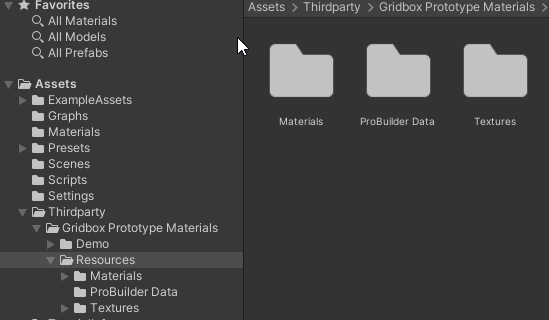 Favorites
All Materials
All Models
All Prefabs
Assets
ExampleAssets
Graphs
Materials
Presets
Scenes
Scripts
Settings
Thirdparty
Gridbox Prototype Materials
Demo
Resources
Materials
ProBuilder Data
Textures
Assets > Thirdparty > Gridbox Prototype Materials >
Materials
ProBuilder Data
Textures